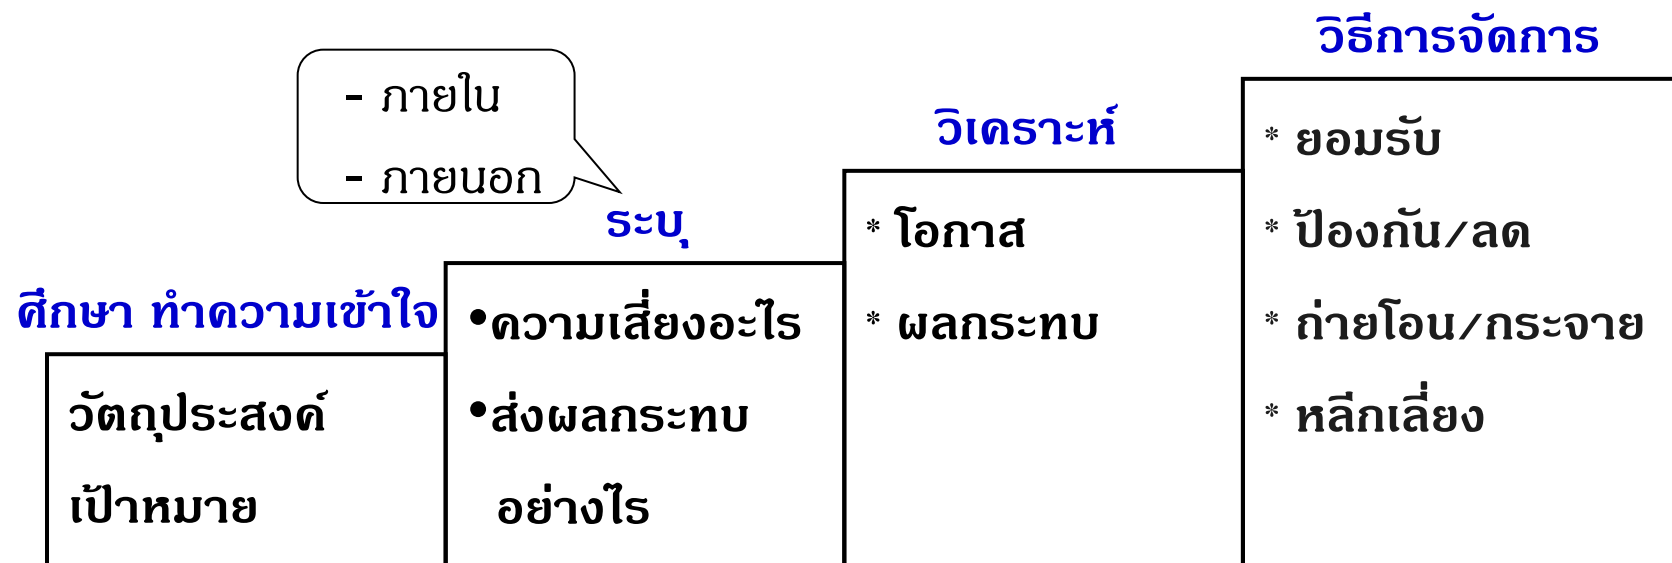 ศึกษา ทำความเข้าใจ
วัตถุประสงค์
เป้าหมาย
- ภายใน
- ภายนอก
ระบุ
•ความเสี่ยงอะไร
•ส่งผลกระทบ
อย่างไร
วิเคราะห์
* โอกาส
* ผลกระทบ
วิธีการจัดการ
* ยอมรับ
* ป้องกัน/ลด
* ถ่ายโอน/กระจาย
* หลีกเลี่ยง